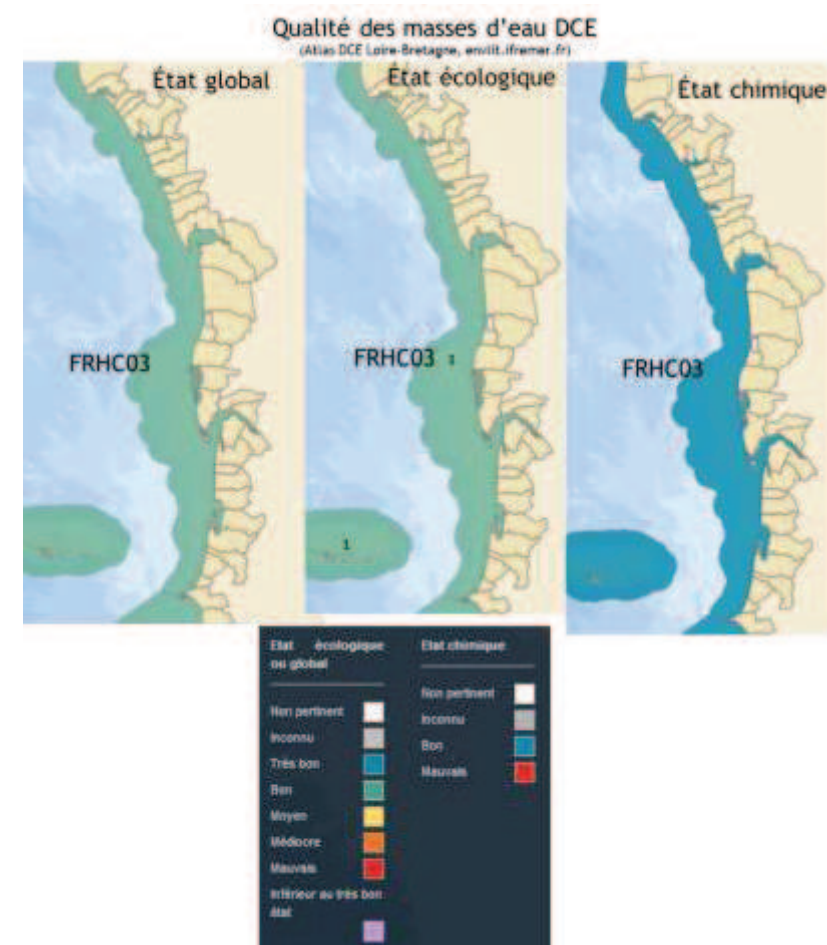 Qualité des masses d'eau DCE
(Atlas DCE Loire-Bretagne, envlit.ifremer.fr)
État global
État écologique
État chimique
FRHC03
FRHC03 1
FRHC03
1
Etat écologique
ou global
Non pertinent
Inconnu
Très bon
Bon
Moyen
Médiocre
Mauvais
Inférieur au très bon
état
Etat chimique
Non pertinent
Inconnu
Bon
Mauvais